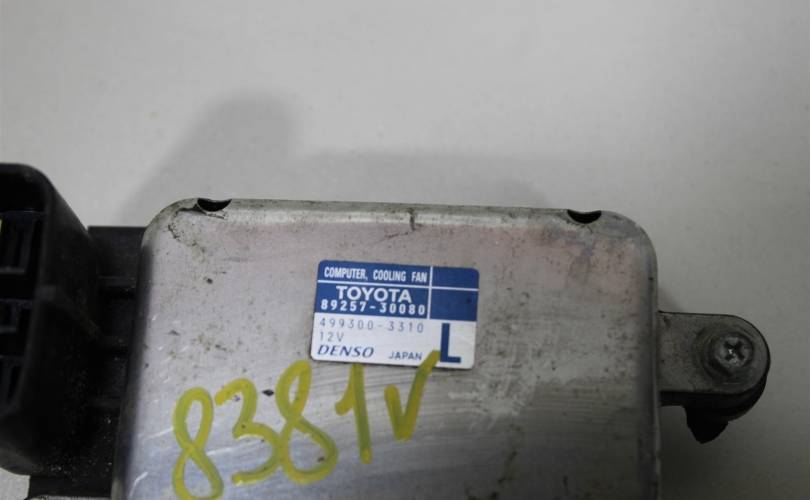 COMPUTER, COOLING FAN
TOYOTA
89257-30080
499300-3310
12V
DENSO JAPAN L
8381v